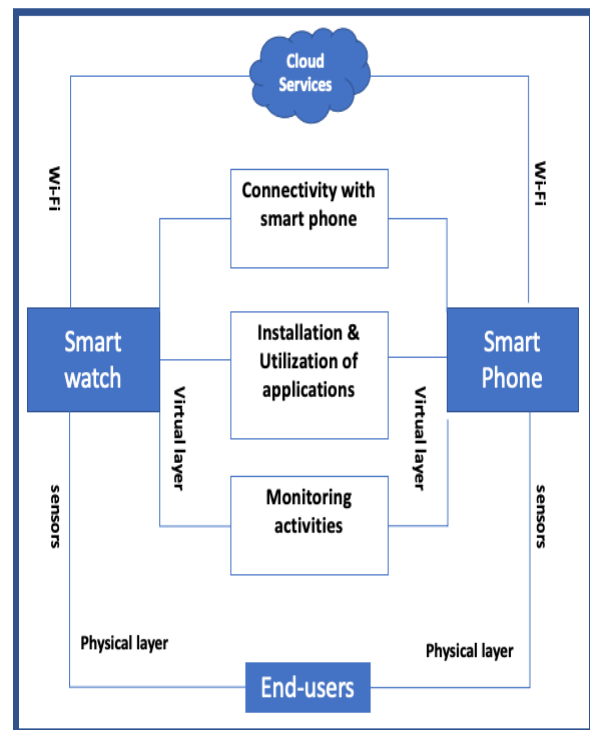 Cloud
Services
Wi-Fi
Wi-Fi
Connectivity with
smart phone
Smart
watch
Installation &
Utilization of
applications
Smart
Phone
Virtual layer
Virtual layer
Monitoring
activities
sensors
sensors
Physical layer
Physical layer
End-users